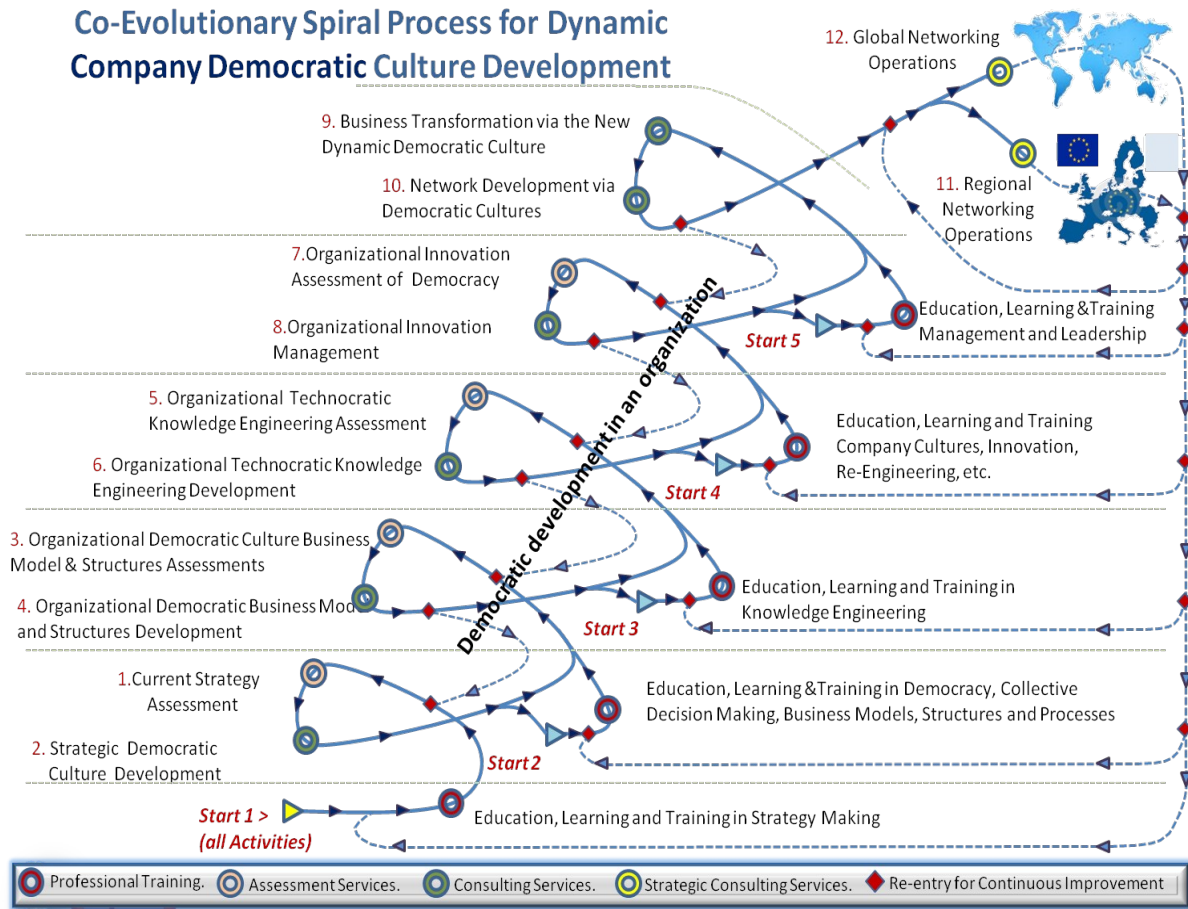 Co-Evolutionary Spiral Process for Dynamic
Company Democratic Culture Development
12. Global Networking
Operations
9. Business Transformation via the New
Dynamic Democratic Culture
10. Network Development via
Democratic Cultures
11. Regional
Networking
Operations
7.Organizational Innovation
Assessment of Democracy
8.Organizational Innovation
Management
Start 5
Education, Learning &Training
Management and Leadership
5. Organizational Technocratic
Knowledge Engineering Assessment
6. Organizational Technocratic Knowledge
Engineering Development
Start 4
Education, Learning and Training
Company Cultures, Innovation,
Re-Engineering, etc.
Democratic development in an organization
3. Organizational Democratic Culture Business
Model & Structures Assessments
4. Organizational Democratic Business Mod
and Structures Development
Start 3
Education, Learning and Training in
Knowledge Engineering
1.Current Strategy
Assessment
2. Strategic Democratic
Culture Development
Start 2
Education, Learning &Training in Democracy, Collective
Decision Making, Business Models, Structures and Processes
Start 1 >
(all Activities)
Education, Learning and Training in Strategy Making
Professional Training. Assessment Services. Consulting Services. Strategic Consulting Services. Re-entry for Continuous Improvement